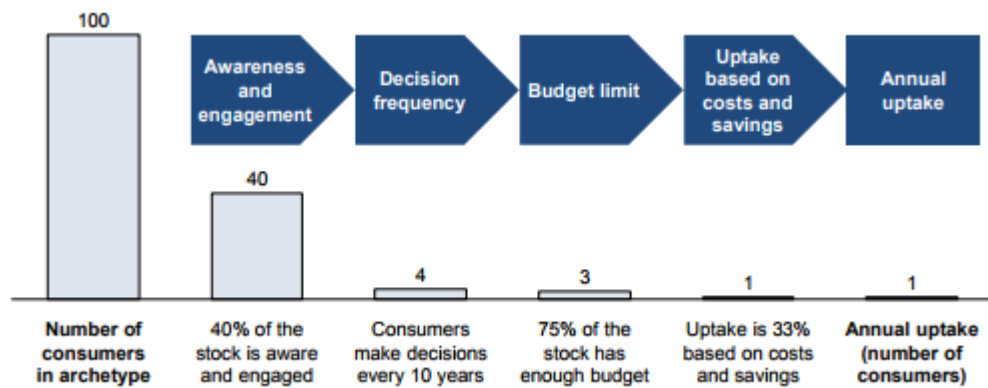 100
Awareness
and
engagement
Decision
frequency
Budget limit
Uptake
based on
costs and
savings
Annual
uptake
40
4
3
1
1
Number of
consumers
in archetype
40% of the
stock is aware
and engaged
Consumers
make decisions
every 10 years
75% of the
stock has
enough budget
Uptake is 33%
based on costs
and savings
Annual uptake
(number of
consumers)